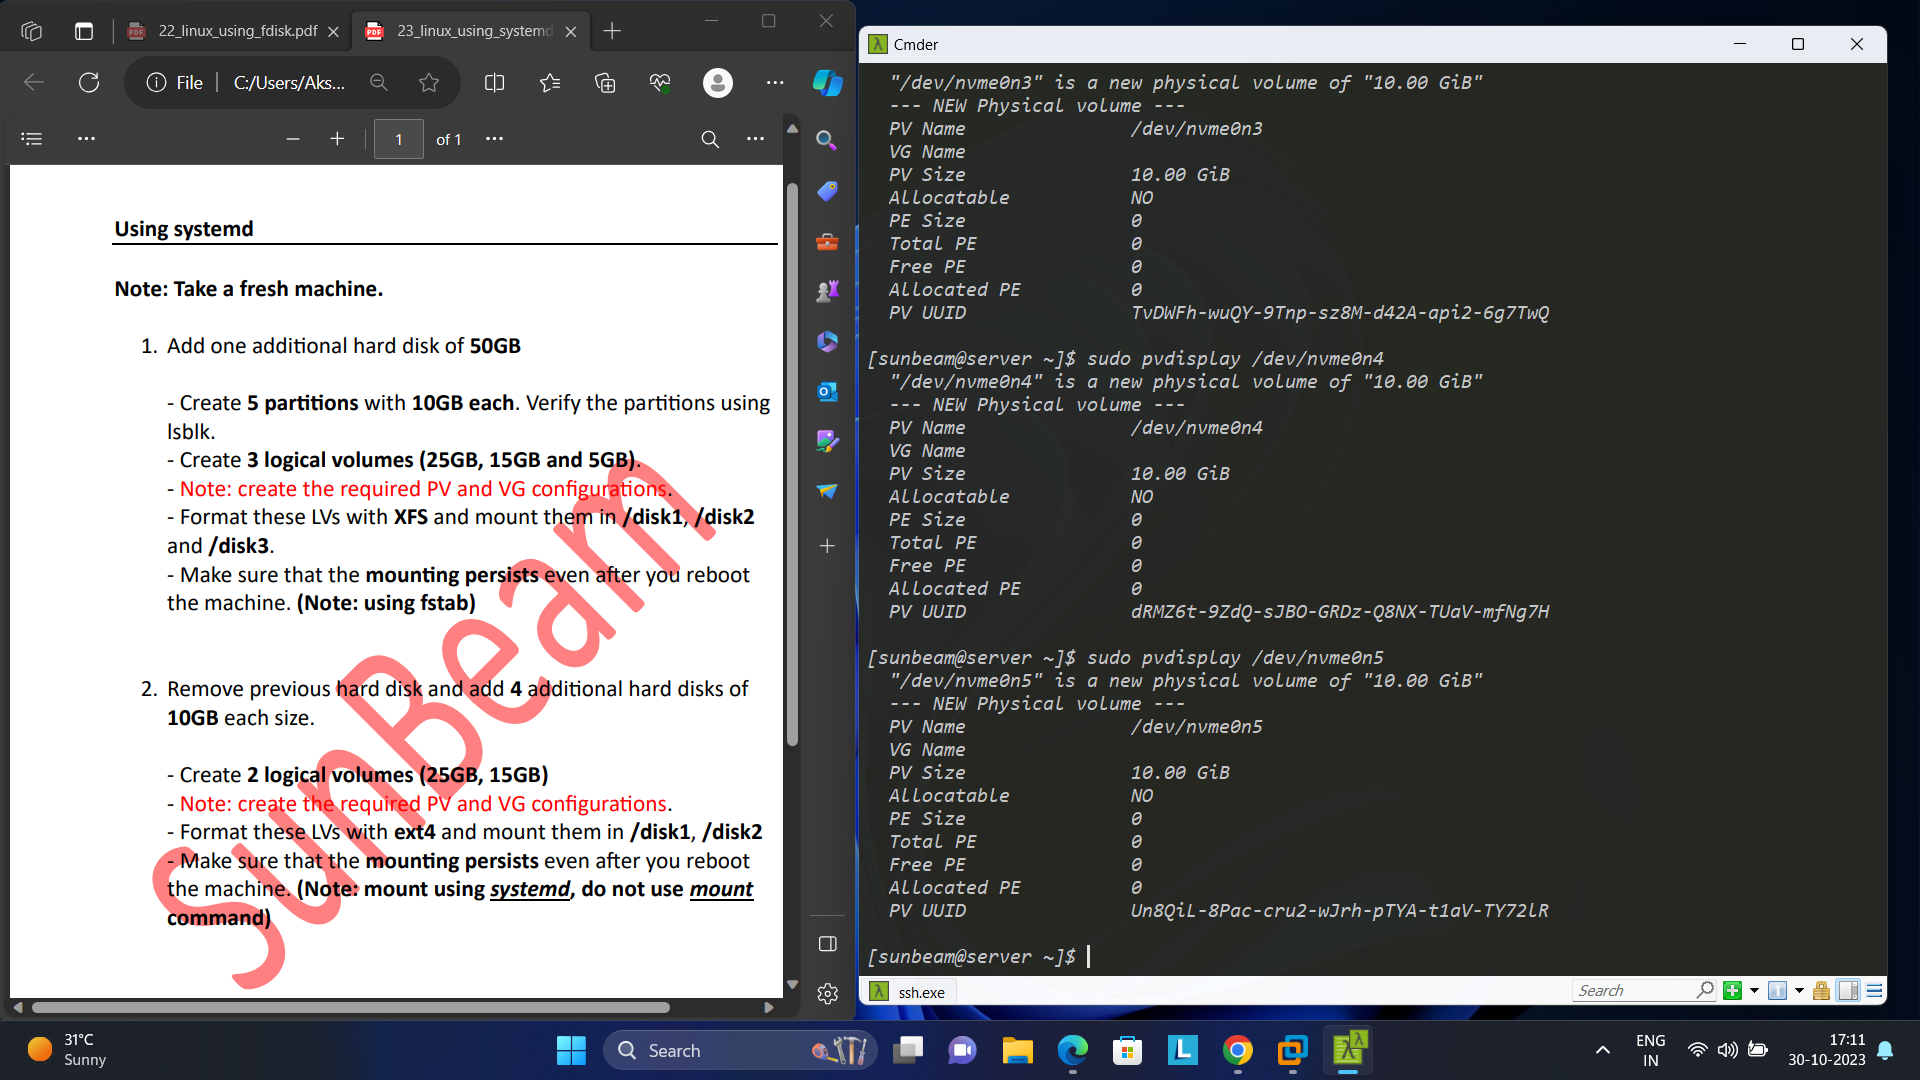 22_linux_using_fdisk.pdf
23_linux_using_systemd
File
C:/Users/Aks...
1
of 1
Using systemd
Note: Take a fresh machine.
1. Add one additional hard disk of 50GB
- Create 5 partitions with 10GB each. Verify the partitions using
lsblk.
- Create 3 logical volumes (25GB, 15GB and 5GB).
- Note: create the required PV and VG configurations.
- Format these LVs with XFS and mount them in /disk1, /disk2
and /disk3.
- Make sure that the mounting persists even after you reboot
the machine. (Note: using fstab)
2. Remove previous hard disk and add 4 additional hard disks of
10GB each size.
- Create 2 logical volumes (25GB, 15GB)
- Note: create the required PV and VG configurations.
- Format these LVs with ext4 and mount them in /disk1, /disk2
- Make sure that the mounting persists even after you reboot
the machine. (Note: mount using systemd, do not use mount
command)
SunBeam
Cmder
"/dev/nvme0n3" is a new physical volume of "10.00 GiB"
--- NEW Physical volume ---
PV Name /dev/nvme0n3
VG Name
PV Size 10.00 GiB
Allocatable NO
PE Size 0
Total PE 0
Free PE 0
Allocated PE 0
PV UUID TvDWFh-wuQY-9Tnp-sz8M-d42A-api2-6g7TwQ
[sunbeam@server ~]$ sudo pvdisplay /dev/nvme0n4
"/dev/nvme0n4" is a new physical volume of "10.00 GiB"
--- NEW Physical volume ---
PV Name /dev/nvme0n4
VG Name
PV Size 10.00 GiB
Allocatable NO
PE Size 0
Total PE 0
Free PE 0
Allocated PE 0
PV UUID dRMZ6t-9ZdQ-sJBO-GRDz-Q8NX-TUaV-mfNg7H
[sunbeam@server ~]$ sudo pvdisplay /dev/nvme0n5
"/dev/nvme0n5" is a new physical volume of "10.00 GiB"
--- NEW Physical volume ---
PV Name /dev/nvme0n5
VG Name
PV Size 10.00 GiB
Allocatable NO
PE Size 0
Total PE 0
Free PE 0
Allocated PE 0
PV UUID Un8QiL-8Pac-cru2-wJrh-pTYA-t1aV-TY72lR
[sunbeam@server ~]$
ssh.exe
Search
31°C
Sunny
Search
ENG
IN
17:11
30-10-2023